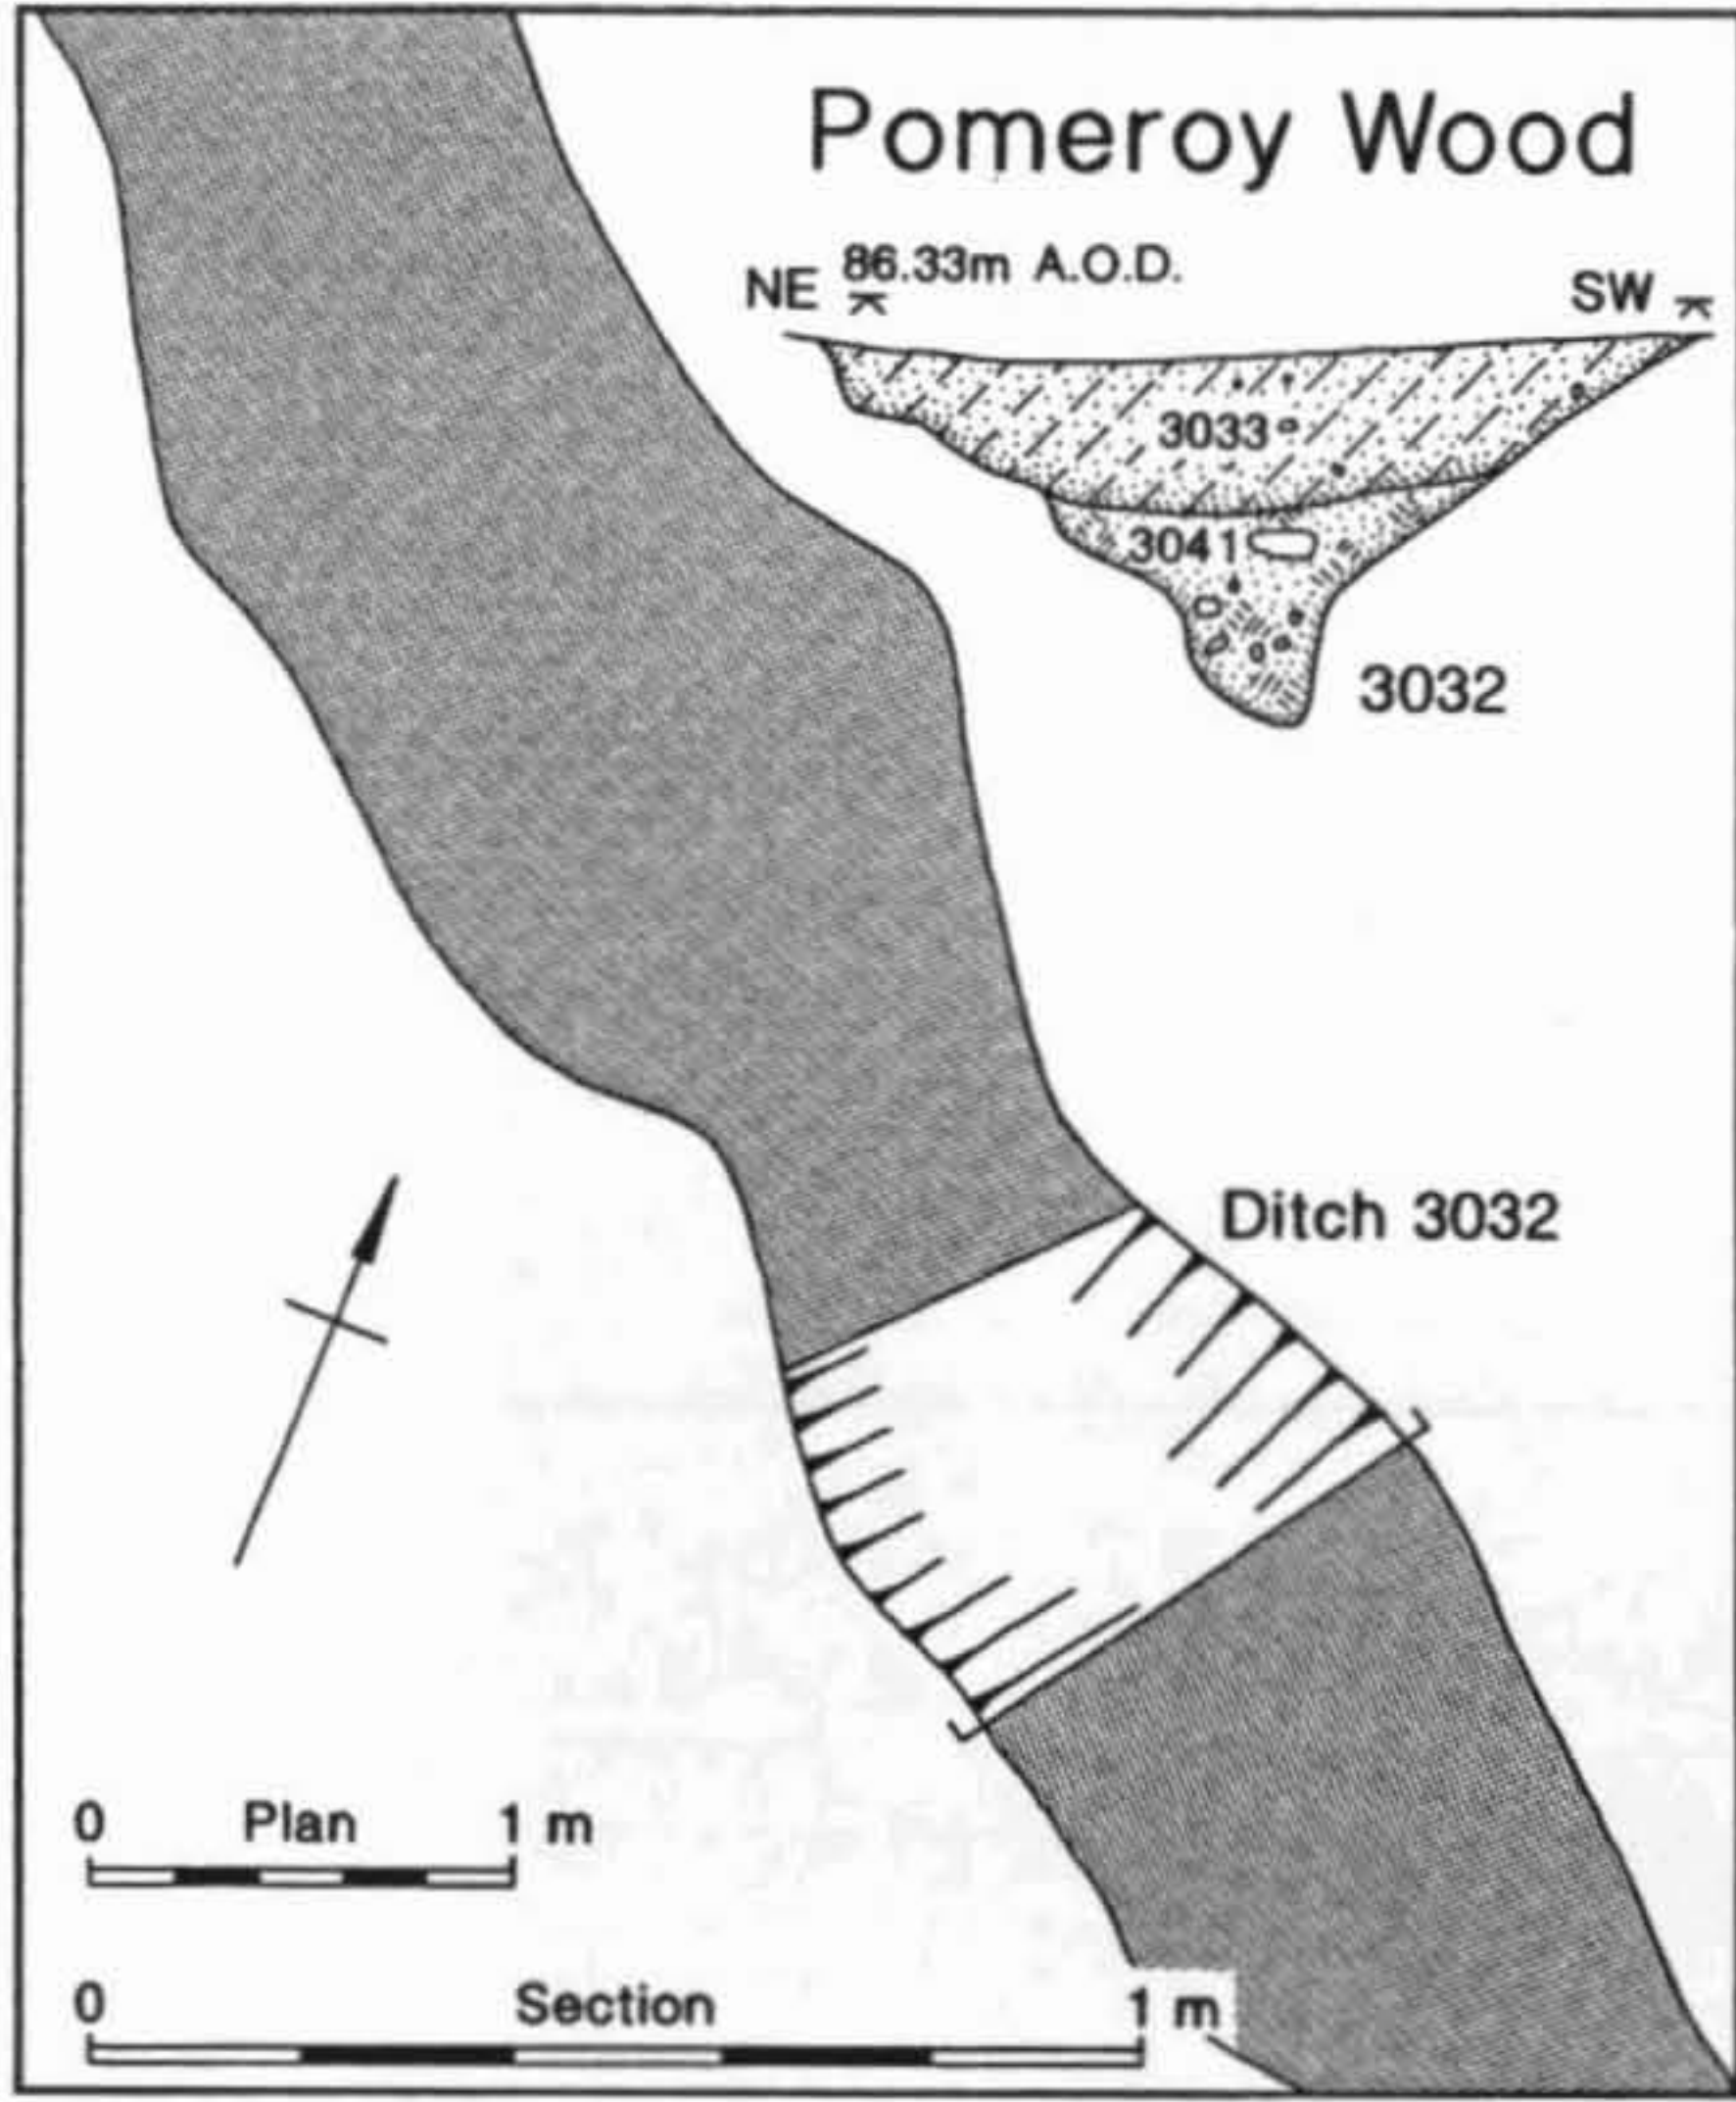 Pomeroy Wood
NE 86.33m A.O.D. SW
3033
3041
3032
Ditch 3032
0 Plan 1 m
0 Section 1 m